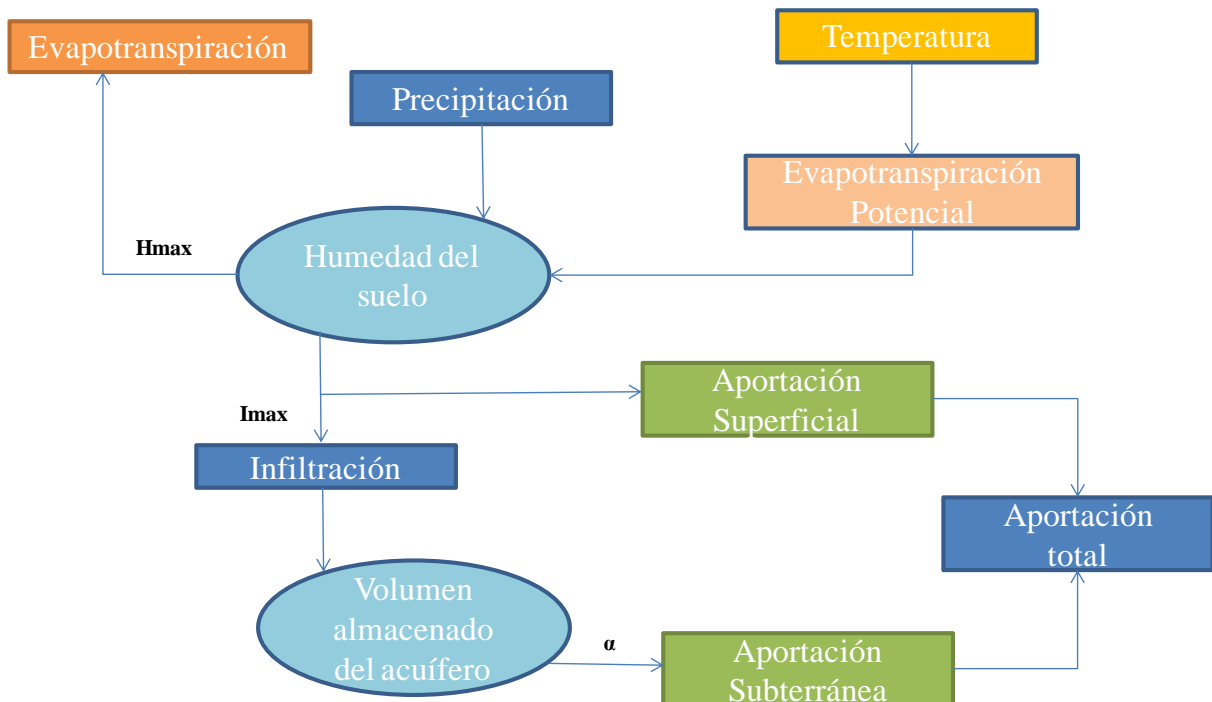 Evapotranspiración
Temperatura
Precipitación
Evapotranspiración
Potencial
Hmax
Humedad del
suelo
Aportación
Superficial
Imax
Infiltración
Aportación
total
Volumen
almacenado
del acuífero
α
Aportación
Subterránea